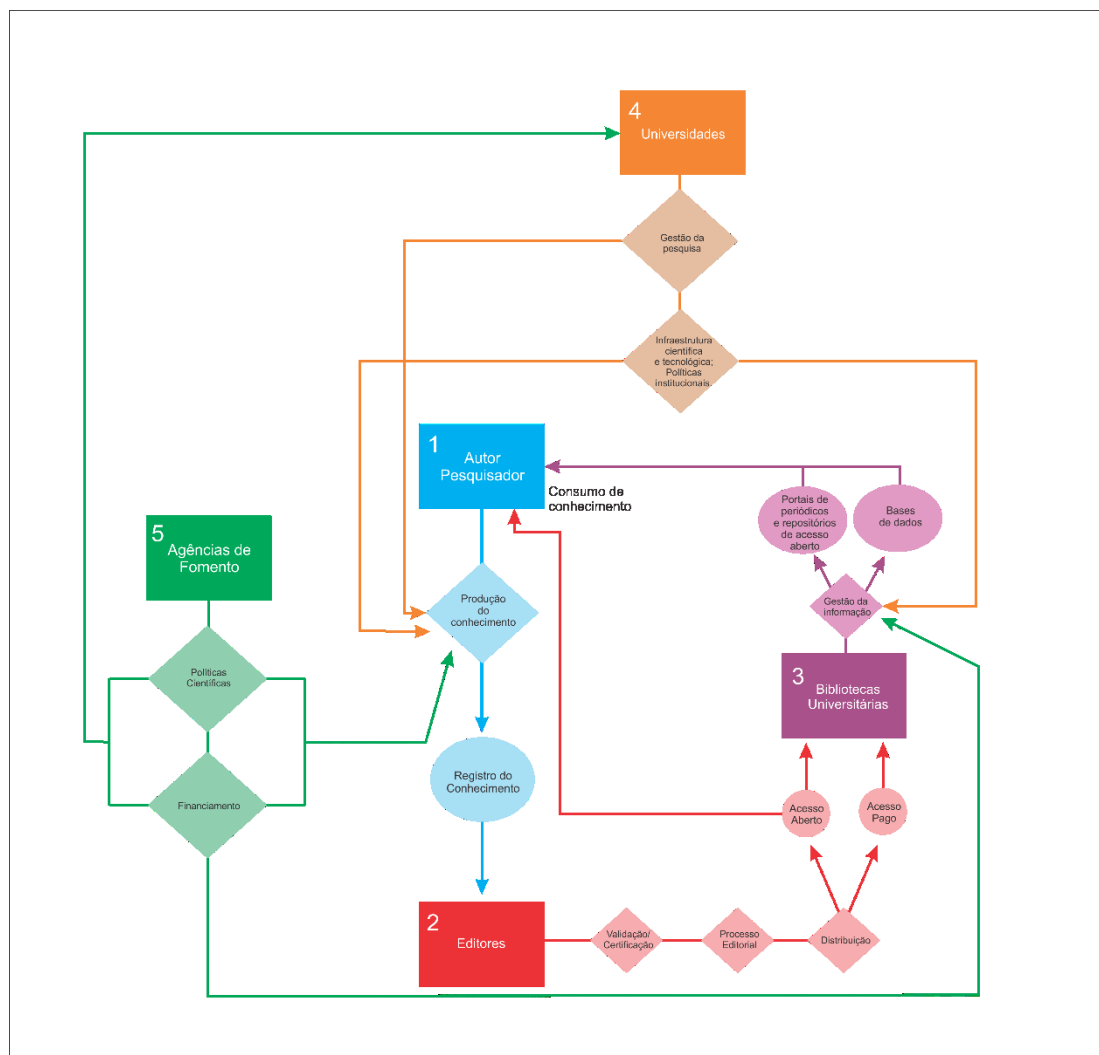 4
Universidades
Gestão da
pesquisa
Infraestrutura
científica
e tecnológica;
Políticas
institucionais.
1
Autor
Pesquisador
Consumo de
conhecimento
Portais de
periódicos
e repositórios
de acesso
aberto
Bases
de dados
5
Agências de
Fomento
Produção
do
conhecimento
Gestão da
informação
Políticas
Científicas
3
Bibliotecas
Universitárias
Registro do
Conhecimento
Financiamento
Acesso
Aberto
Acesso
Pago
2
Editores
Validação/
Certificação
Processo
Editorial
Distribuição